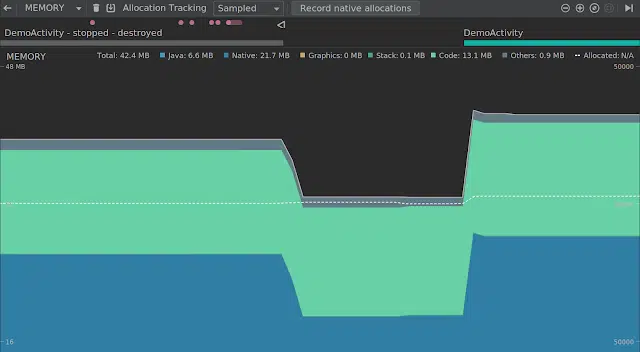 MEMORY Allocation Tracking Sampled Record native allocations
DemoActivity - stopped - destroyed DemoActivity
MEMORY Total: 42.4 MB Java: 6.6 MB Native: 21.7 MB Graphics: 0 MB Stack: 0.1 MB Code: 13.1 MB Others: 0.9 MB Allocated: N/A
48 MB 50000
16 50000